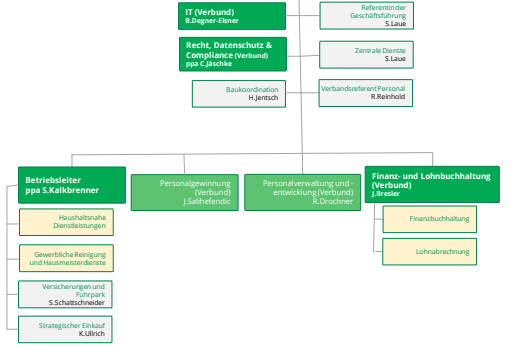 IT (Verbund)
B.Degner-Elsner
Referentin der
Geschäftsführung
S.Laue
Recht, Datenschutz &
Compliance (Verbund)
ppa C.Jäschke
Zentrale Dienste
S.Laue
Baukoordination
H.Jentsch
Verbandsreferent Personal
R.Reinhold
Betriebsleiter
ppa S.Kalkbrenner
Personalgewinnung
(Verbund)
J.Salihefendic
Personalverwaltung und -
entwicklung (Verbund)
R.Drochner
Finanz- und Lohnbuchhaltung
(Verbund)
J.Bresler
Haushaltsnahe
Dienstleistungen
Finanzbuchhaltung
Gewerbliche Reinigung
und Hausmeisterdienste
Lohnabrechnung
Versicherungen und
Fuhrpark
S.Schattschneider
Strategischer Einkauf
K.Ullrich